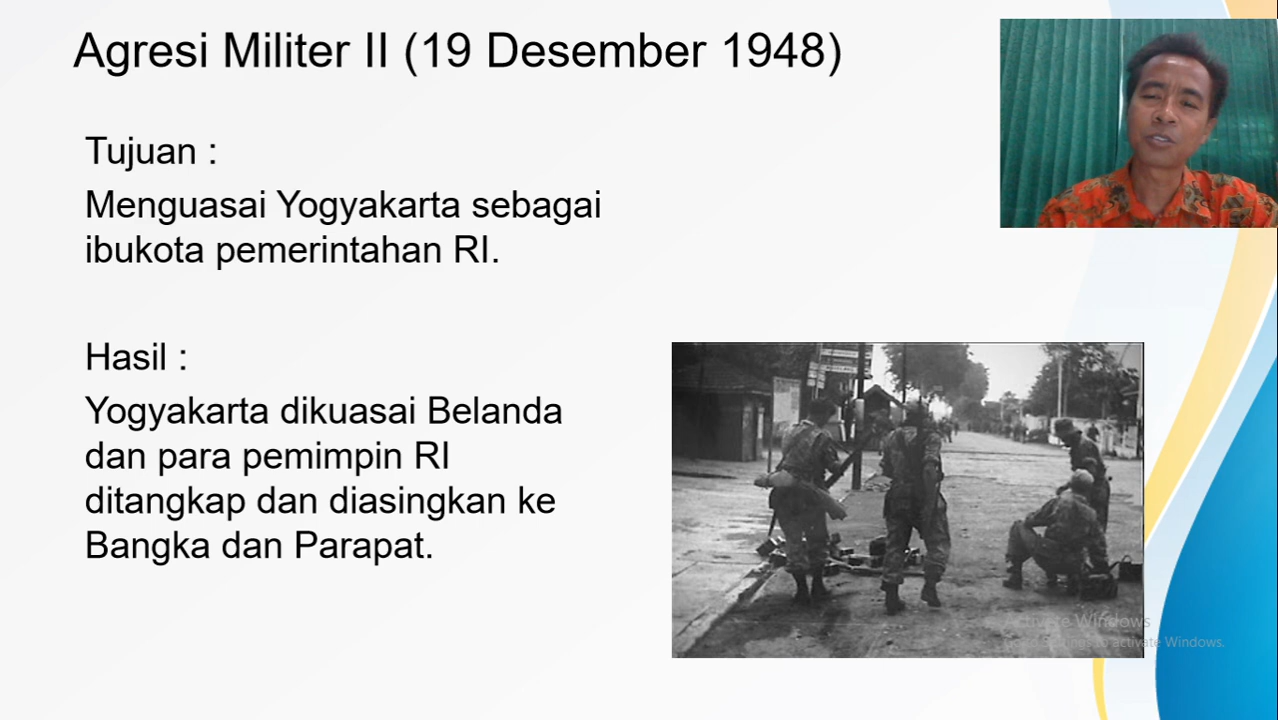 Agresi Militer II (19 Desember 1948)
Tujuan :
Menguasai Yogyakarta sebagai
ibukota pemerintahan RI.
Hasil :
Yogyakarta dikuasai Belanda
dan para pemimpin RI
ditangkap dan diasingkan ke
Bangka dan Parapat.
Windows
to activate Windows.